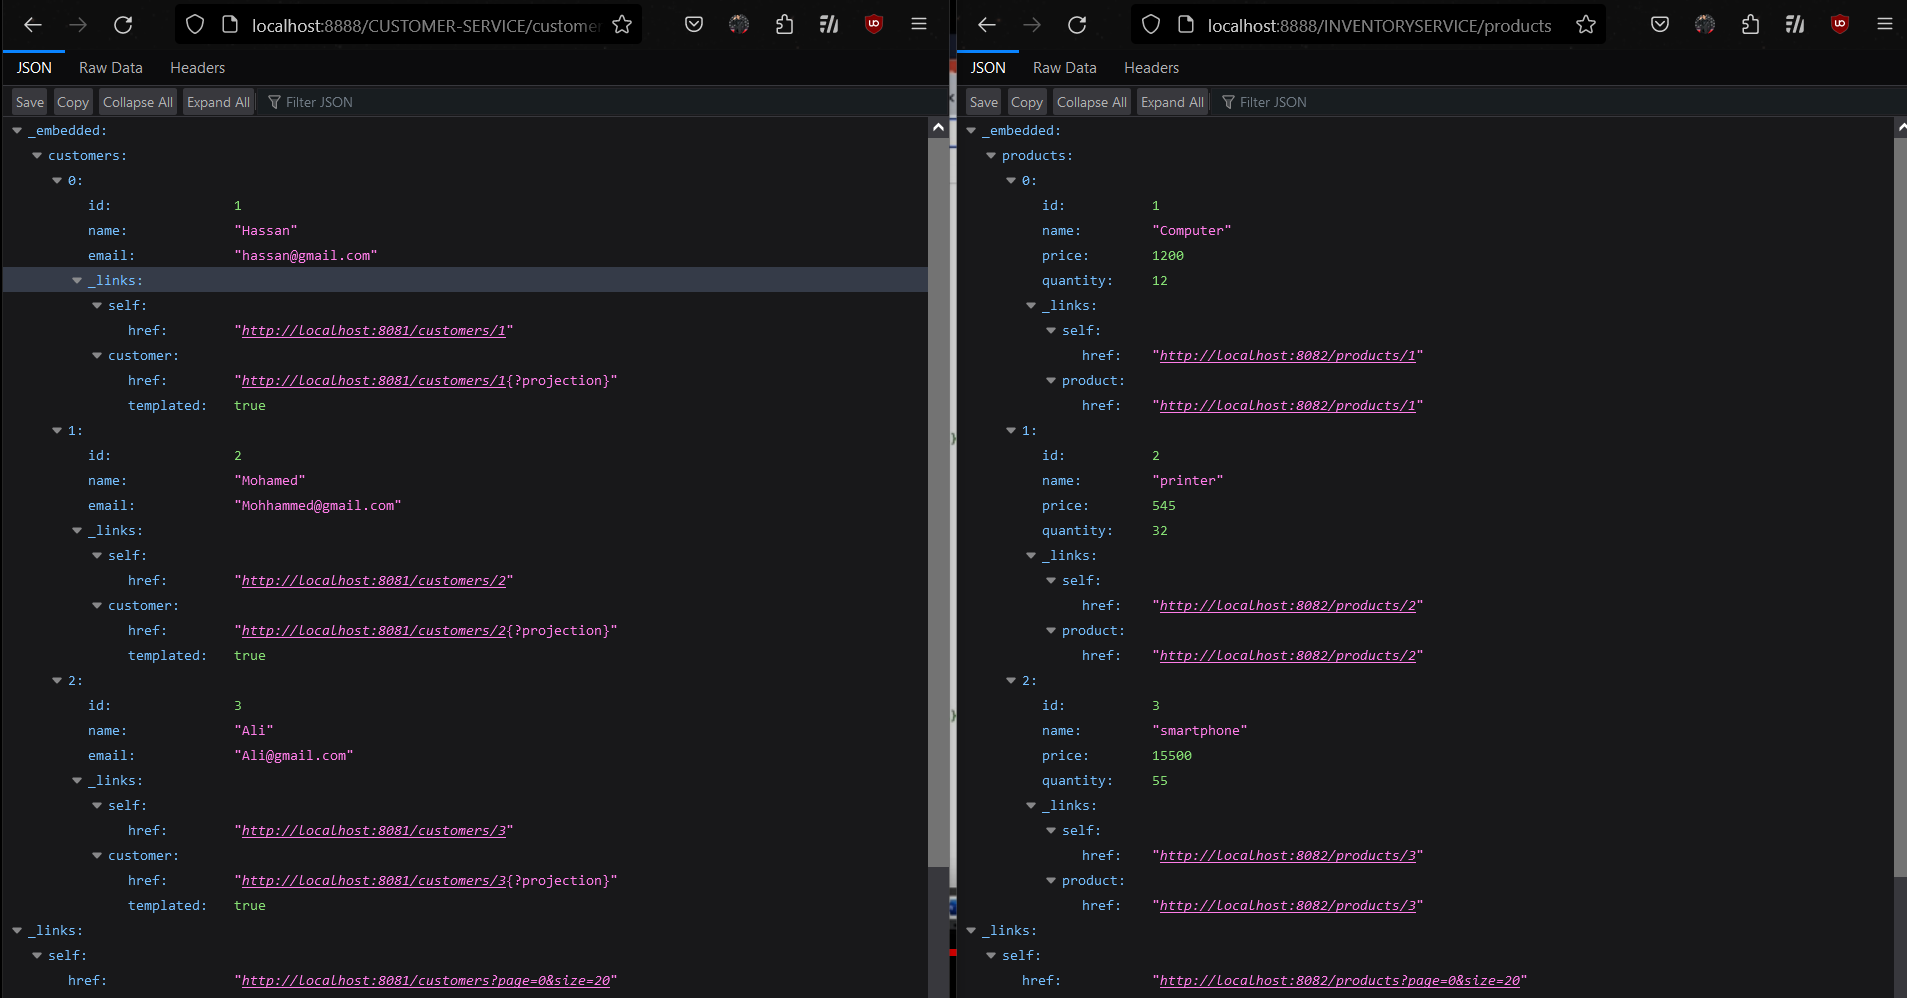 localhost:8888/CUSTOMER-SERVICE/customer
JSON Raw Data Headers
Save Copy Collapse All Expand All Filter JSON
_embedded:
customers:
0:
id: 1
name: "Hassan"
email: "hassan@gmail.com"
_links:
self:
href: "http://localhost:8081/customers/1"
customer:
href: "http://localhost:8081/customers/1{?projection}"
templated: true
1:
id: 2
name: "Mohamed"
email: "Mohhammed@gmail.com"
_links:
self:
href: "http://localhost:8081/customers/2"
customer:
href: "http://localhost:8081/customers/2{?projection}"
templated: true
2:
id: 3
name: "Ali"
email: "Ali@gmail.com"
_links:
self:
href: "http://localhost:8081/customers/3"
customer:
href: "http://localhost:8081/customers/3{?projection}"
templated: true
_links:
self:
href: "http://localhost:8081/customers?page=0&size=20"
localhost:8888/INVENTORYSERVICE/products
JSON Raw Data Headers
Save Copy Collapse All Expand All Filter JSON
_embedded:
products:
0:
id: 1
name: "Computer"
price: 1200
quantity: 12
_links:
self:
href: "http://localhost:8082/products/1"
product:
href: "http://localhost:8082/products/1"
1:
id: 2
name: "printer"
price: 545
quantity: 32
_links:
self:
href: "http://localhost:8082/products/2"
product:
href: "http://localhost:8082/products/2"
2:
id: 3
name: "smartphone"
price: 15500
quantity: 55
_links:
self:
href: "http://localhost:8082/products/3"
product:
href: "http://localhost:8082/products/3"
_links:
self:
href: "http://localhost:8082/products?page=0&size=20"